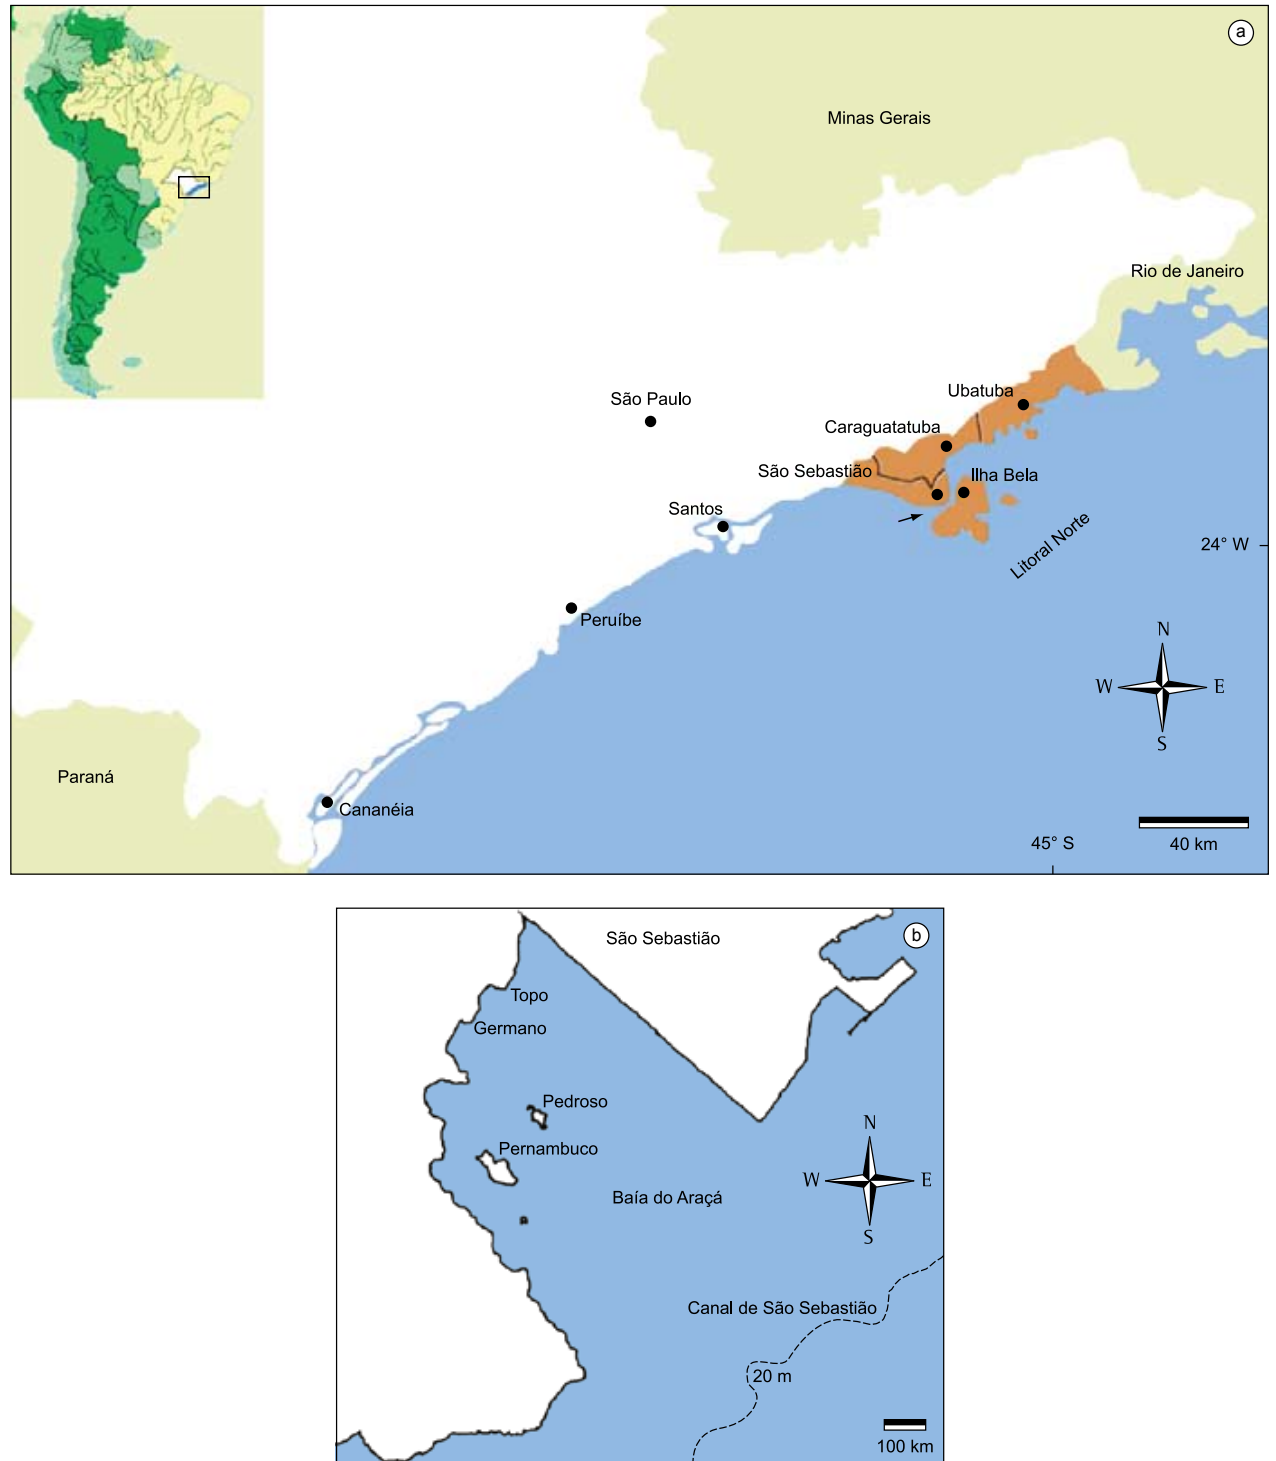 a
Minas Gerais
Rio de Janeiro
Ubatuba
São Paulo
Caraguatatuba
São Sebastião
Ilha Bela
Santos
Litoral Norte
24° W
Peruíbe
N
W
E
S
Paraná
Cananéia
45° S
40 km
b
São Sebastião
Topo
Germano
Pedroso
Pernambuco
N
W
E
S
Baía do Araçá
Canal de São Sebastião
20 m
100 km